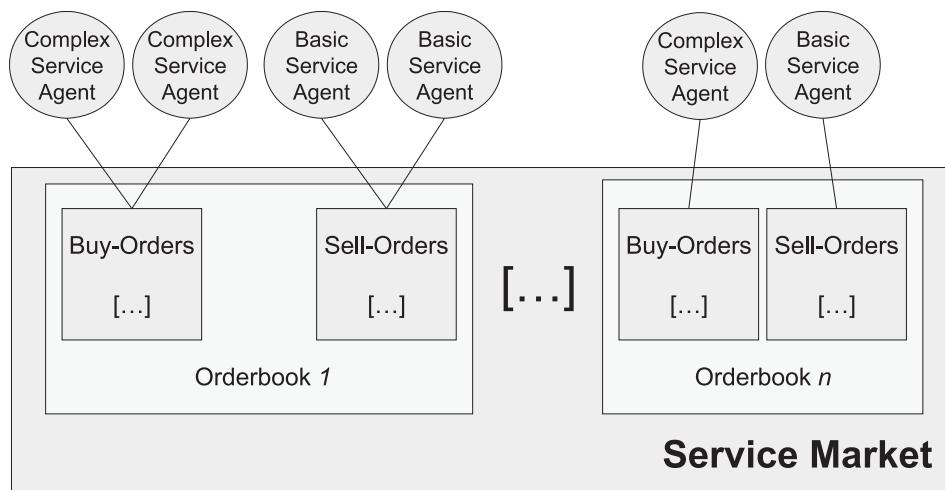 Complex
Service
Agent
Complex
Service
Agent
Basic
Service
Agent
Basic
Service
Agent
Complex
Service
Agent
Basic
Service
Agent
Buy-Orders
[...]
Sell-Orders
[...]
Orderbook 1
[...]
Buy-Orders
[...]
Sell-Orders
[...]
Orderbook n
Service Market